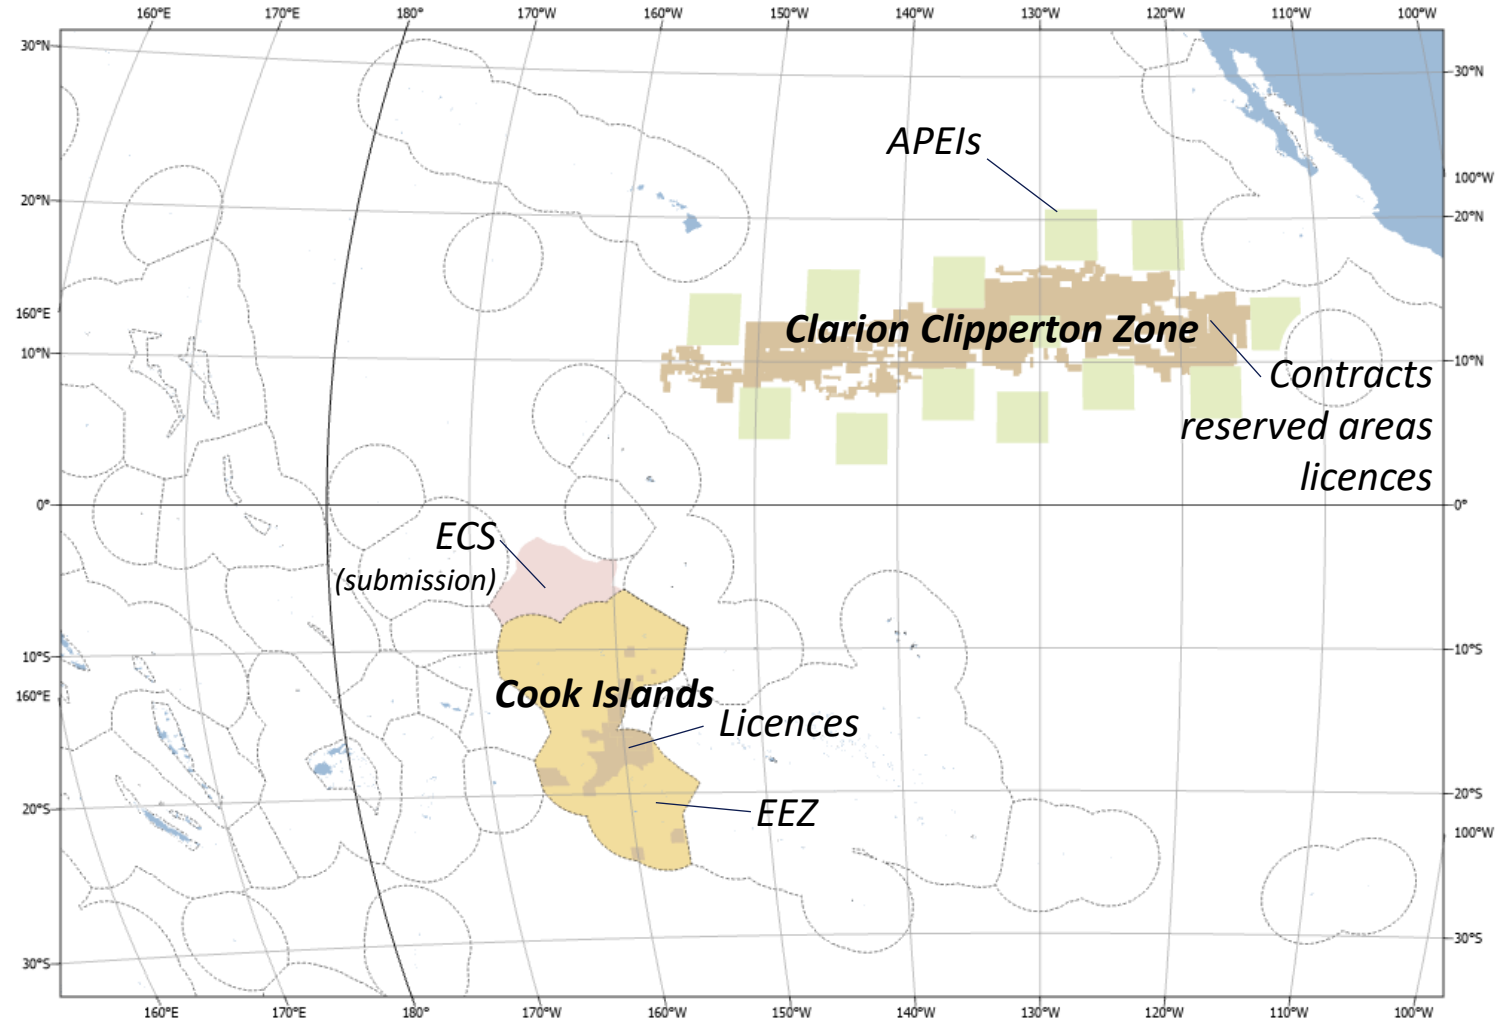 160°E 170°E 180° 170°W 160°W 150°W 140°W 130°W 120°W 110°W 100°W
30°N 30°N
APEIs
100°W
20°N 20°N
160°E
Clarion Clipperton Zone
10°N 10°N
Contracts
reserved areas
licences
0° 0°
ECS
(submission)
10°S 10°S
Cook Islands
160°E
Licences
20°S 20°S
EEZ
100°W
30°S 30°S
160°E 170°E 180° 170°W 160°W 150°W 140°W 130°W 120°W 110°W 100°W